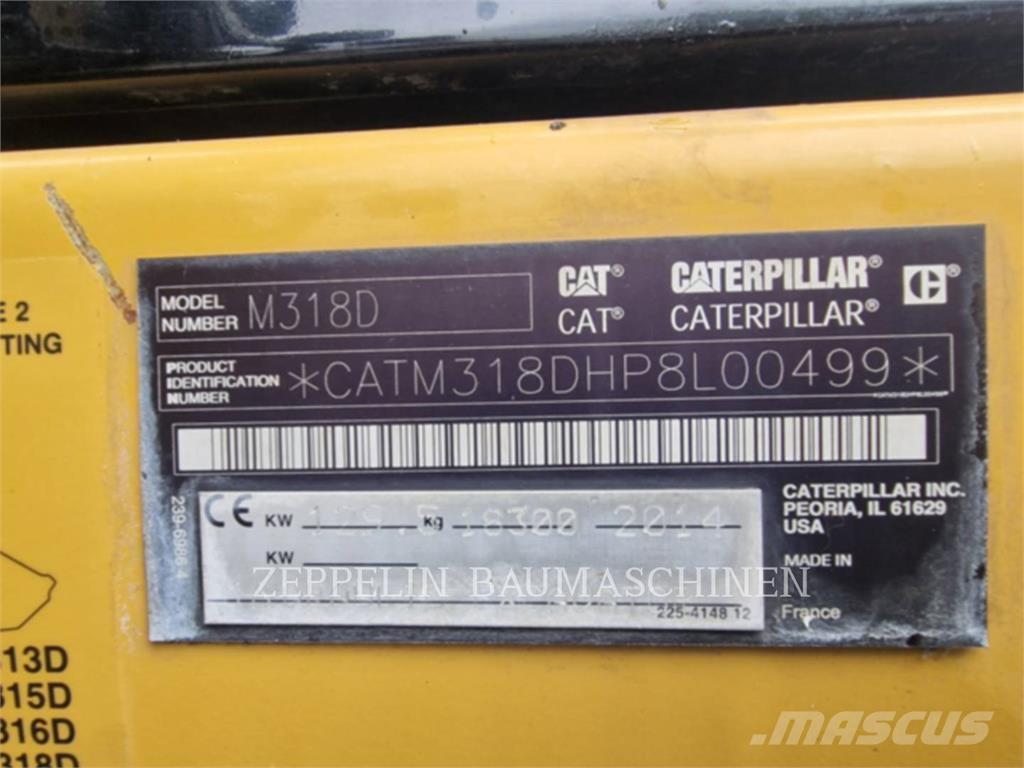 E 2
TING
MODEL
NUMBER M318D
CAT® CATERPILLAR®
CAT® CATERPILLAR®
PRODUCT
IDENTIFICATION
NUMBER
*CATM318DHP8L00499*
239-6986 4
CE KW 129.5 kg 16300 2014
KW
225-4148 12
CATERPILLAR INC.
PEORIA, IL 61629
USA
MADE IN
France
ZEPPELIN BAUMASCHINEN
313D
315D
316D
318D
MASCUS